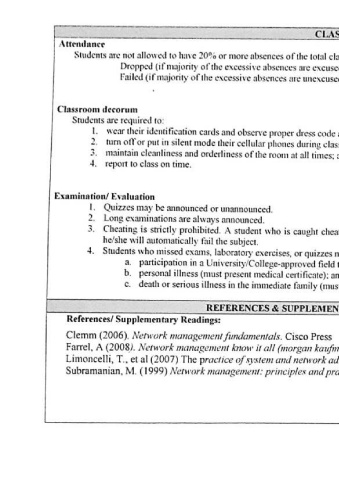 CLAS
Attendance
Students are not allowed to have 20% or more absences of the total cla
Dropped (if majority of the excessive absences are excuse
Failed (if majority of the excessive absences are unexcuse
Classroom decorum
Students are required to:
1. wear their identification cards and observe proper dress code a
2. turn off or put in silent mode their cellular phones during clas
3. maintain cleanliness and orderliness of the room at all times; a
4. report to class on time.
Examination/ Evaluation
1. Quizzes may be announced or unannounced.
2. Long examinations are always announced.
3. Cheating is strictly prohibited. A student who is caught chea
he/she will automatically fail the subject.
4. Students who missed exams, laboratory exercises, or quizzes n
a. participation in a University/College-approved field t
b. personal illness (must present medical certificate); an
c. death or serious illness in the immediate family (mus
REFERENCES & SUPPLEMEN
References/ Supplementary Readings:
Clemm (2006). Network management fundamentals. Cisco Press
Farrel, A (2008). Network management know it all (morgan kaufm
Limoncelli, T., et al (2007) The practice of system and network ad
Subramanian, M. (1999) Network management: principles and pra